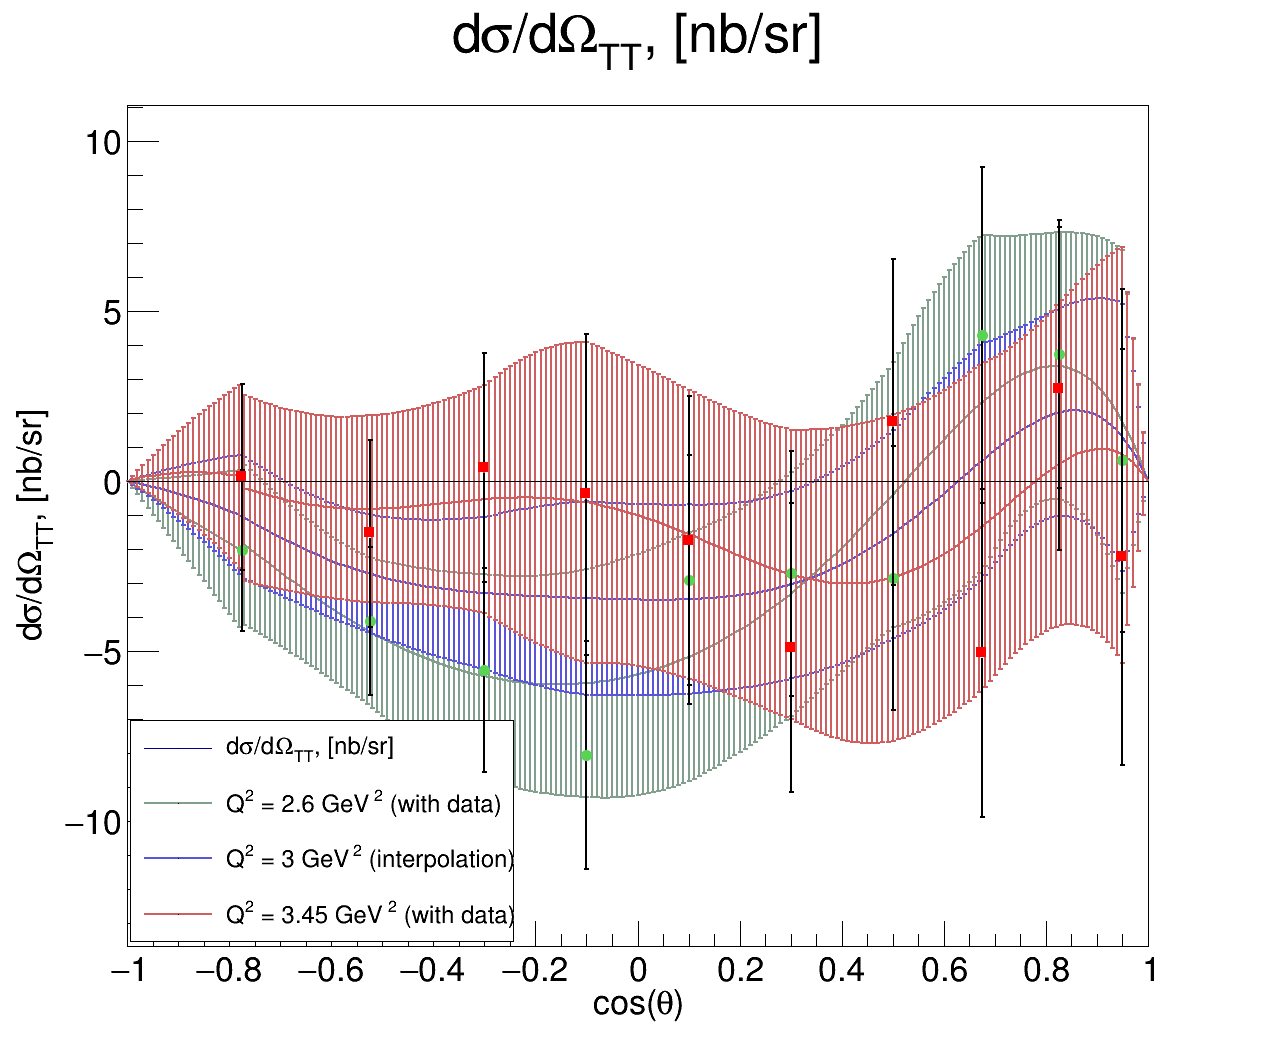 dσ/dΩ_TT, [nb/sr]
dσ/dΩ_TT, [nb/sr]
10
5
0
−5
−10
dσ/dΩ_TT, [nb/sr]
Q² = 2.6 GeV² (with data)
Q² = 3 GeV² (interpolation)
Q² = 3.45 GeV² (with data)
−1 −0.8 −0.6 −0.4 −0.2 0 0.2 0.4 0.6 0.8 1
cos(θ)